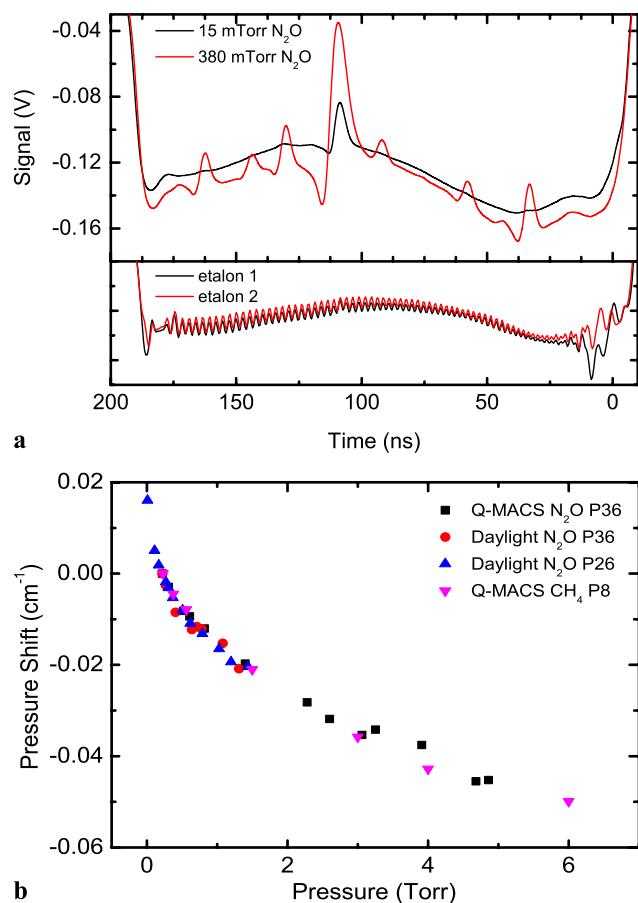 -0.04
-0.08
-0.12
-0.16
Signal (V)
15 mTorr N₂O
380 mTorr N₂O
etalon 1
etalon 2
200 150 100 50 0
Time (ns)
a
0.02
0.00
-0.02
-0.04
-0.06
Pressure Shift (cm⁻¹)
Q-MACS N₂O P36
Daylight N₂O P36
Daylight N₂O P26
Q-MACS CH₄ P8
0 2 4 6
Pressure (Torr)
b